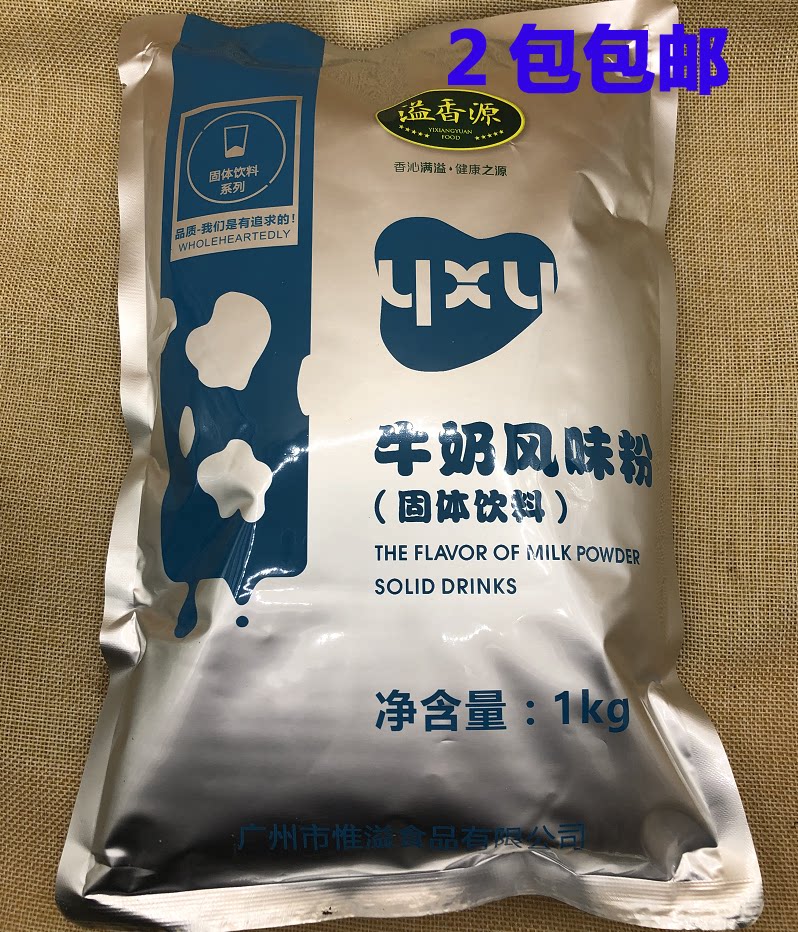 2包包邮
溢香源
YIXIANGYUAN
FOOD
香沁满溢·健康之源
固体饮料
系列
品质-我们是有追求的!
WHOLEHEARTEDLY
yxy
牛奶风味粉
(固体饮料)
THE FLAVOR OF MILK POWDER
SOLID DRINKS
净含量:1kg
广州市惟溢食品有限公司